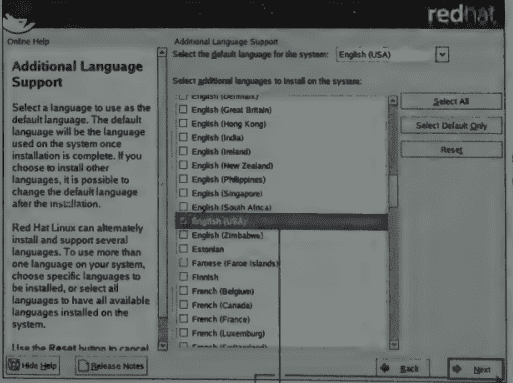 redhat
Online Help
Additional Language Support
Additional Language
Support
Select a language to use as the
default language. The default
language will be the language
used on the system once
installation is complete. If you
choose to install other
languages, it is possible to
change the default language
after the installation.
Red Hat Linux can alternately
install and support several
languages. To use more than
one language on your system,
choose specific languages to
be installed, or select all
languages to have all available
languages installed on the
system.
Use the Reset button to cancel
Select the default language for the system:
English (USA)
Select additional languages to install on the system:
English (Denmark)
English (Great Britain)
English (Hong Kong)
English (India)
English (Ireland)
English (New Zealand)
English (Philippines)
English (Singapore)
English (South Africa)
English (USA)
English (Zimbabwe)
Estonian
Faroese (Faroe Islands)
Finnish
French (Belgium)
French (Canada)
French (France)
French (Luxemburg)
French (Switzerland)
Select All
Select Default Only
Reset
Hide Help
Release Notes
Back
Next